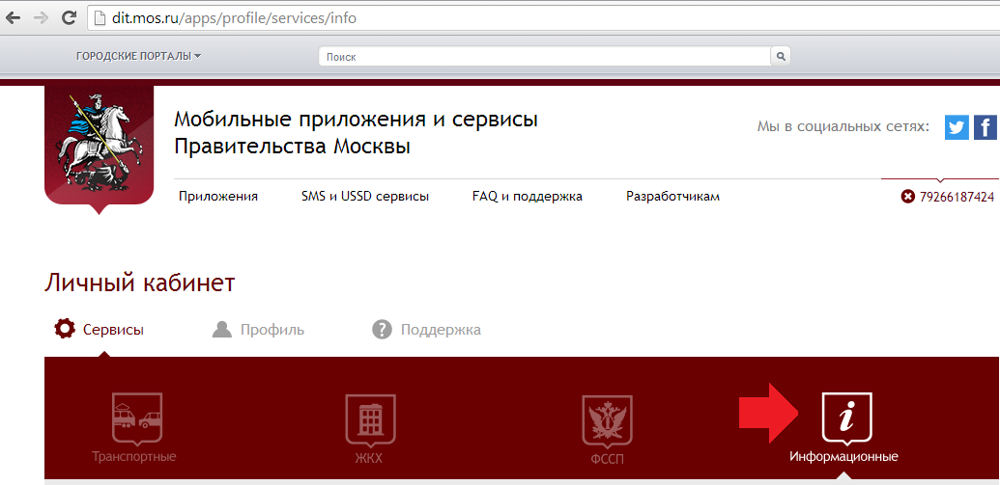 dit.mos.ru/apps/profile/services/info
ГОРОДСКИЕ ПОРТАЛЫ
Поиск
Мобильные приложения и сервисы
Правительства Москвы
Мы в социальных сетях:
Приложения SMS и USSD сервисы FAQ и поддержка Разработчикам
79266187424
Личный кабинет
Сервисы Профиль ? Поддержка
Транспортные ЖКХ ФССП Информационные